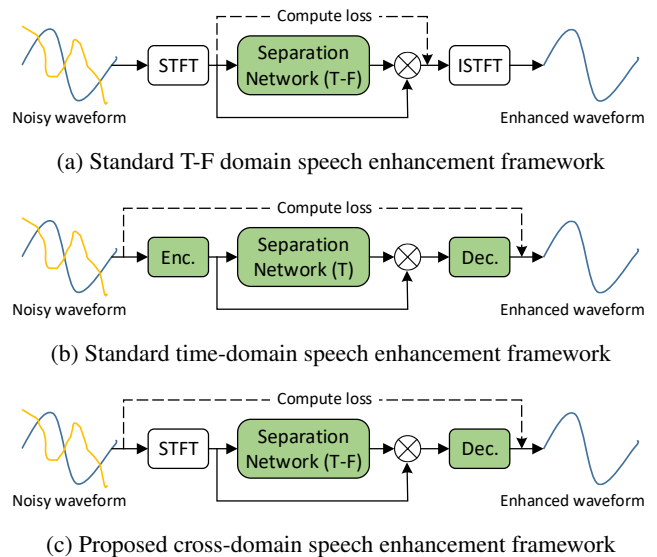 Compute loss
STFT
Separation
Network (T-F)
ISTFT
Noisy waveform
Enhanced waveform
(a) Standard T-F domain speech enhancement framework
Compute loss
Enc.
Separation
Network (T)
Dec.
Noisy waveform
Enhanced waveform
(b) Standard time-domain speech enhancement framework
Compute loss
STFT
Separation
Network (T-F)
Dec.
Noisy waveform
Enhanced waveform
(c) Proposed cross-domain speech enhancement framework